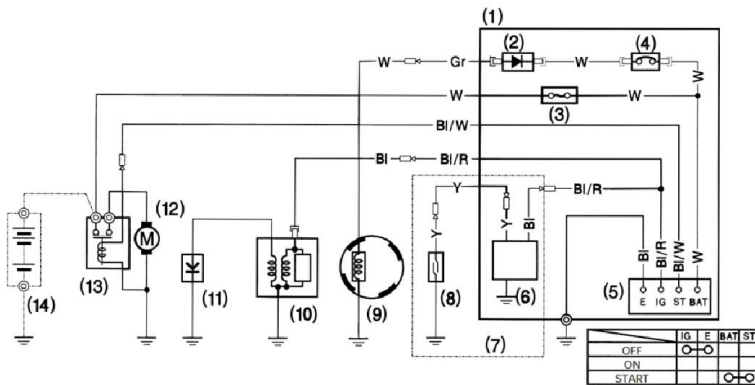 (1)
(2)
(4)
W
Gr
W
W
W
W
(3)
Bl/W
Bl
Bl/R
Y
Bl/R
(12)
M
Y
Y
Bl
Bl
Bl/R
Bl/W
W
(5)
E IG ST BAT
(14)
(13)
(11)
(10)
(9)
(8)
(6)
(7)
IG E BAT ST
OFF
ON
START